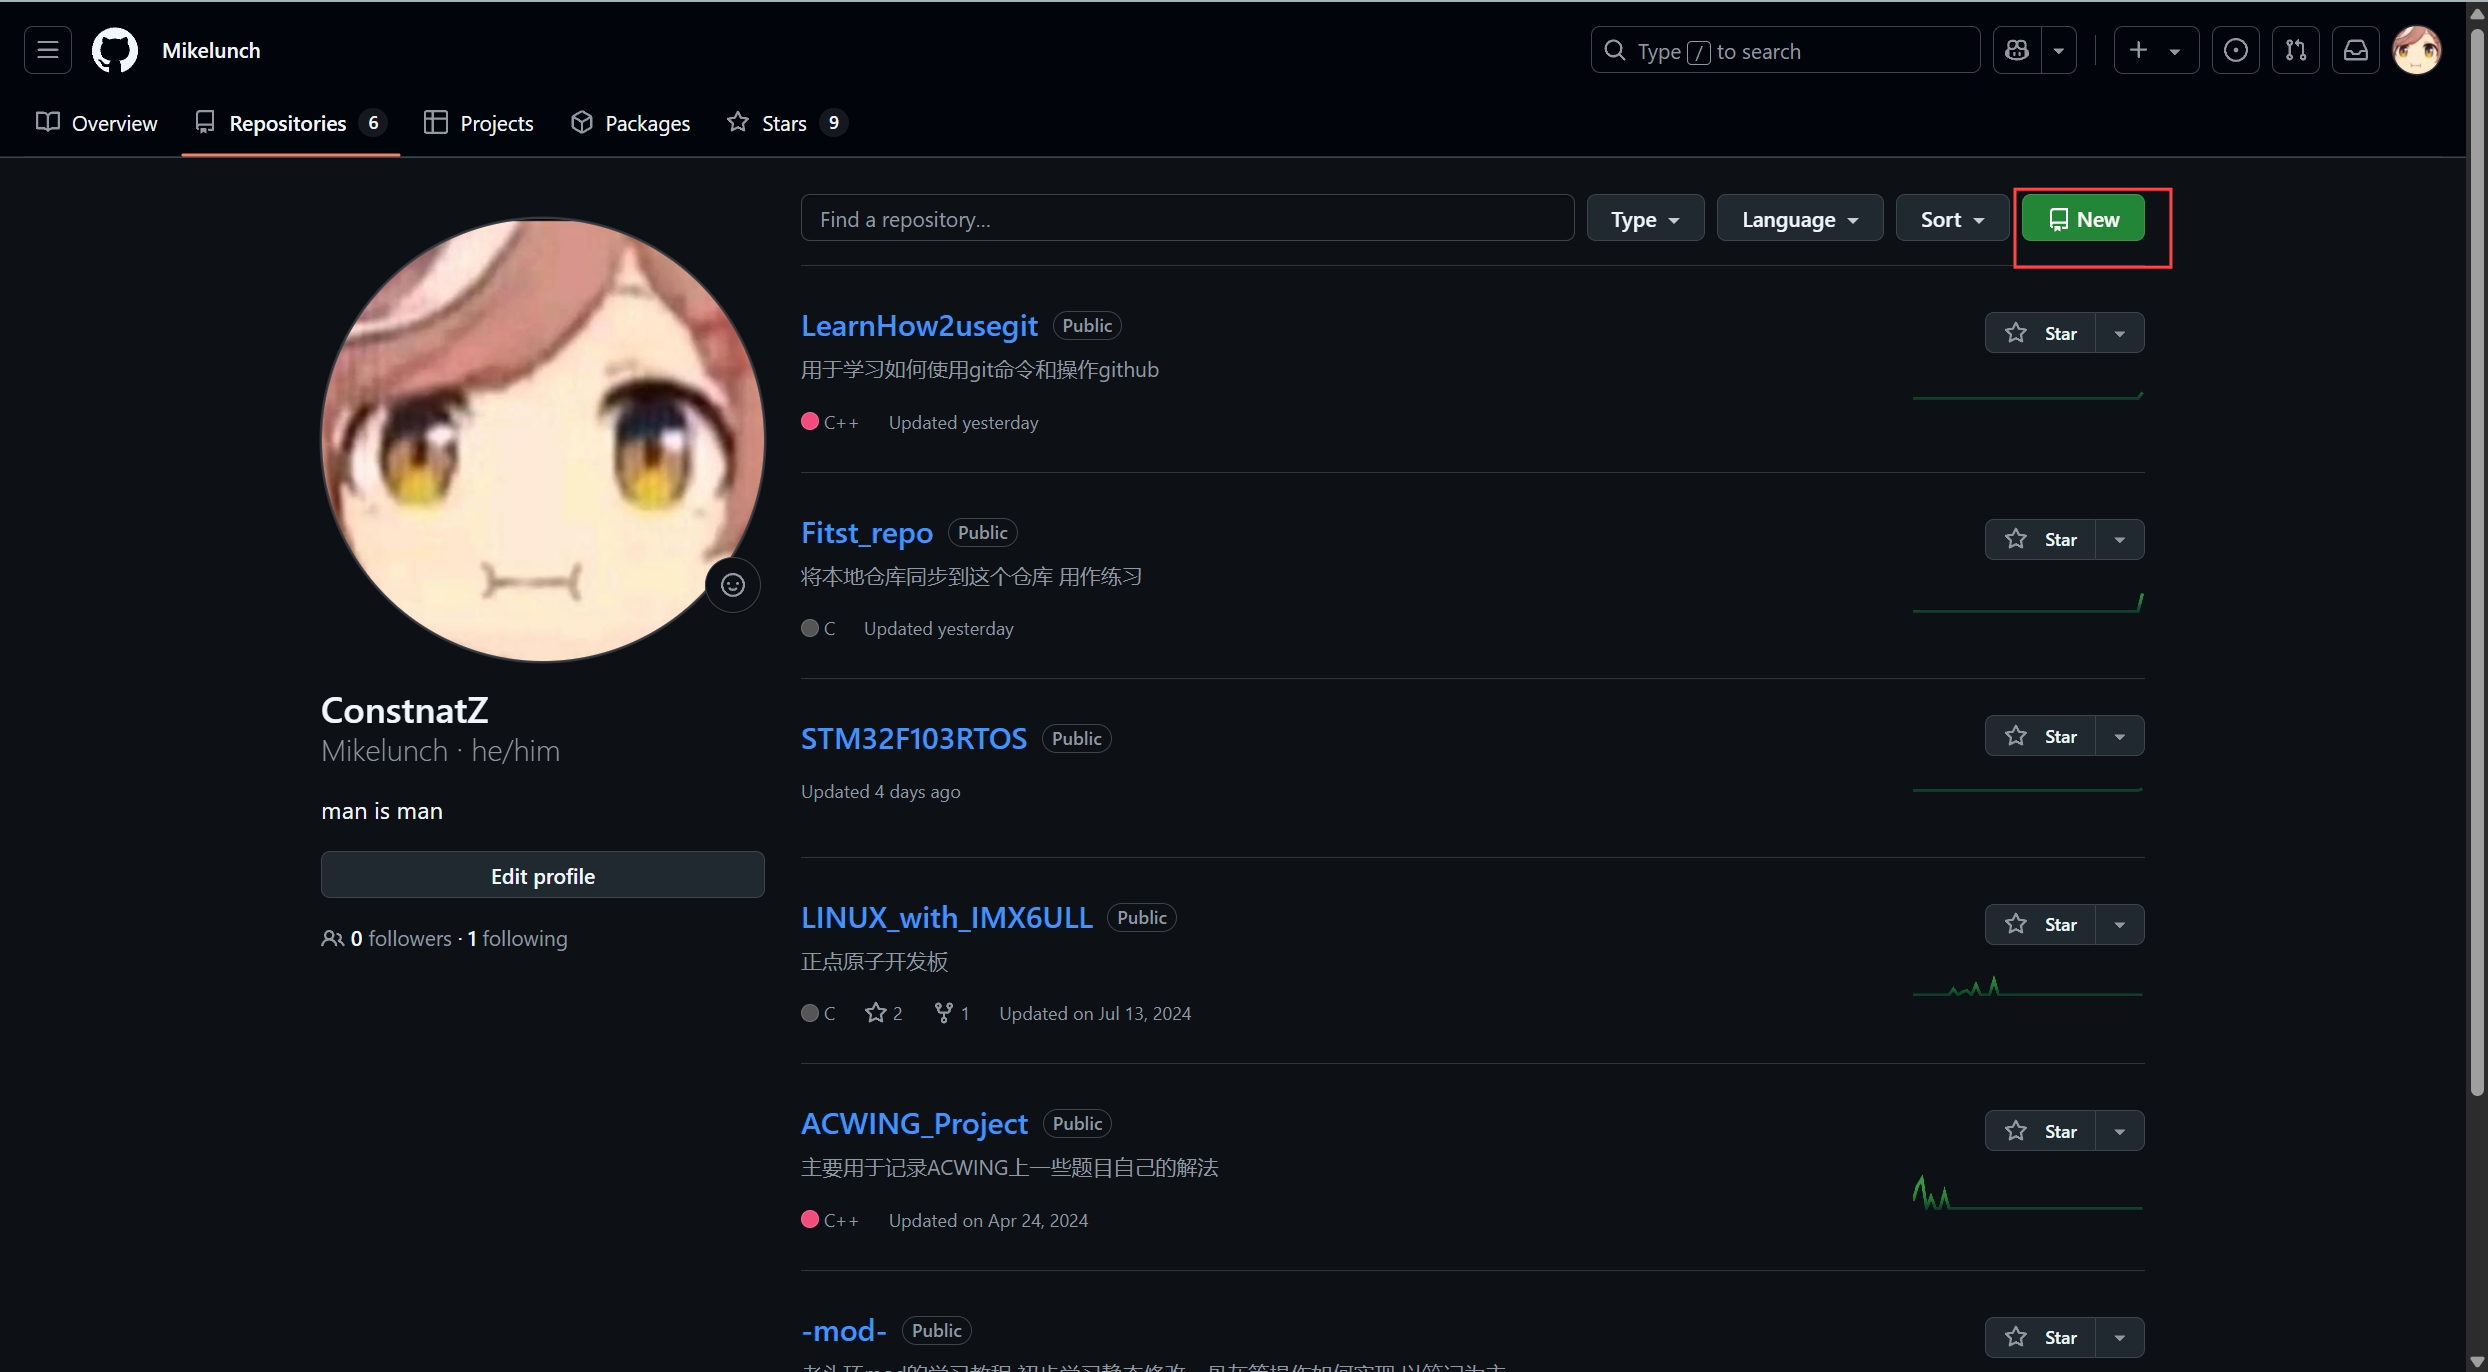 Mikelunch
Type / to search
Overview
Repositories 6
Projects
Packages
Stars 9
Find a repository...
Type
Language
Sort
New
LearnHow2usegit Public
Star
用于学习如何使用git命令和操作github
C++ Updated yesterday
Fitst_repo Public
Star
将本地仓库同步到这个仓库 用作练习
C Updated yesterday
ConstnatZ
Mikelunch · he/him
man is man
Edit profile
0 followers · 1 following
STM32F103RTOS Public
Star
Updated 4 days ago
LINUX_with_IMX6ULL Public
Star
正点原子开发板
C 2 1 Updated on Jul 13, 2024
ACWING_Project Public
Star
主要用于记录ACWING上一些题目自己的解法
C++ Updated on Apr 24, 2024
-mod- Public
Star